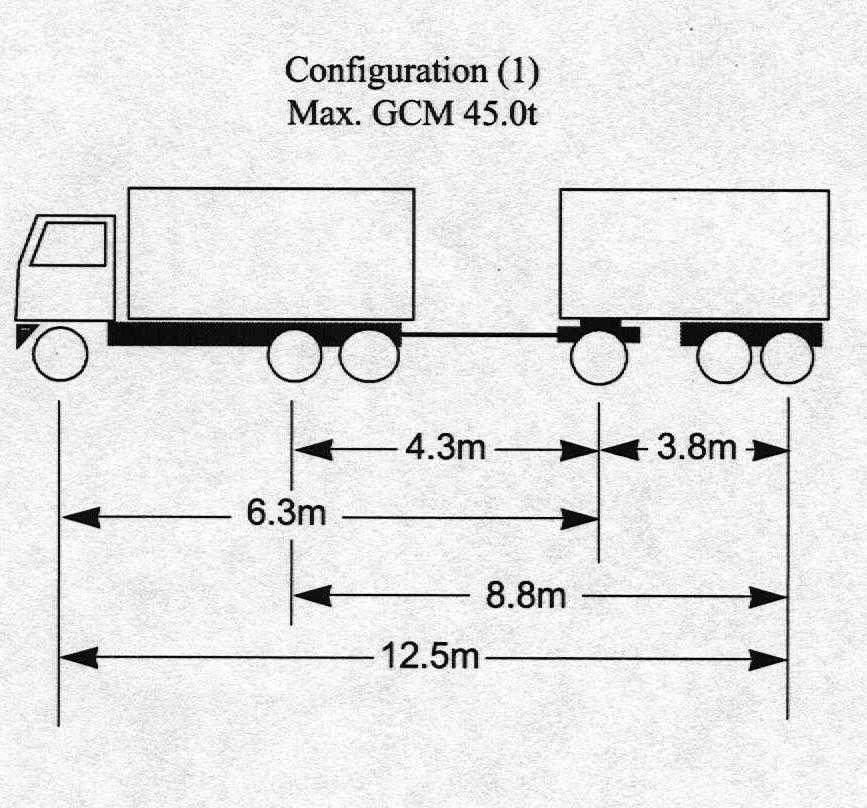 Configuration (1)
Max. GCM 45.0t
4.3m
3.8m
6.3m
8.8m
12.5m